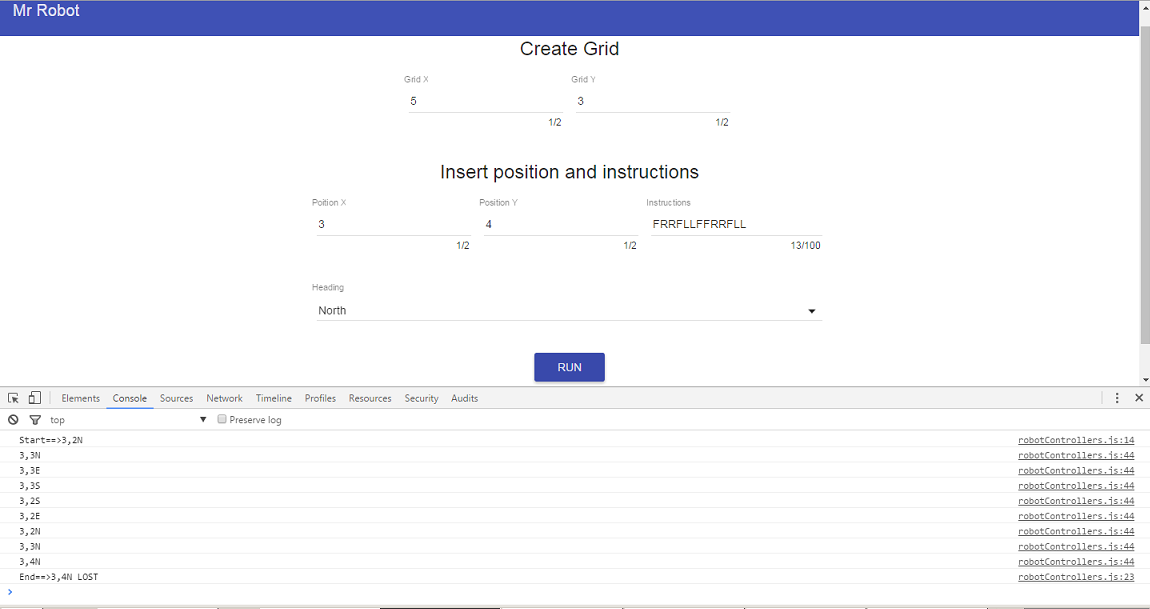 Mr Robot
Create Grid
Grid X Grid Y
5 3
1/2 1/2
Insert position and instructions
Poition X Position Y Instructions
3 4 FRRFLLFFRRFLL
1/2 1/2 13/100
Heading
North
RUN
Elements Console Sources Network Timeline Profiles Resources Security Audits
top Preserve log
Start==>3,2N robotControllers.js:14
3,3N robotControllers.js:44
3,3E robotControllers.js:44
3,3S robotControllers.js:44
3,2S robotControllers.js:44
3,2E robotControllers.js:44
3,2N robotControllers.js:44
3,3N robotControllers.js:44
3,4N robotControllers.js:44
End==>3,4N LOST robotControllers.js:23